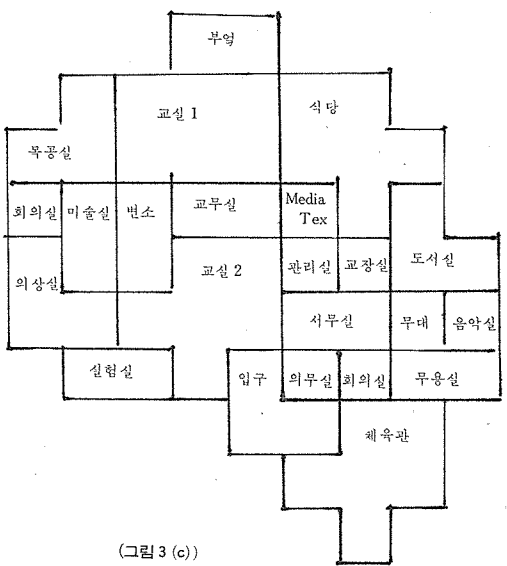 부엌
교실 1
식당
목공실
회의실
미술실
변소
교무실
Media
Tex
의상실
교실 2
관리실
교장실
도서실
서무실
무대
음악실
실험실
입구
의무실
회의실
무용실
체육관
(그림 3 (c))